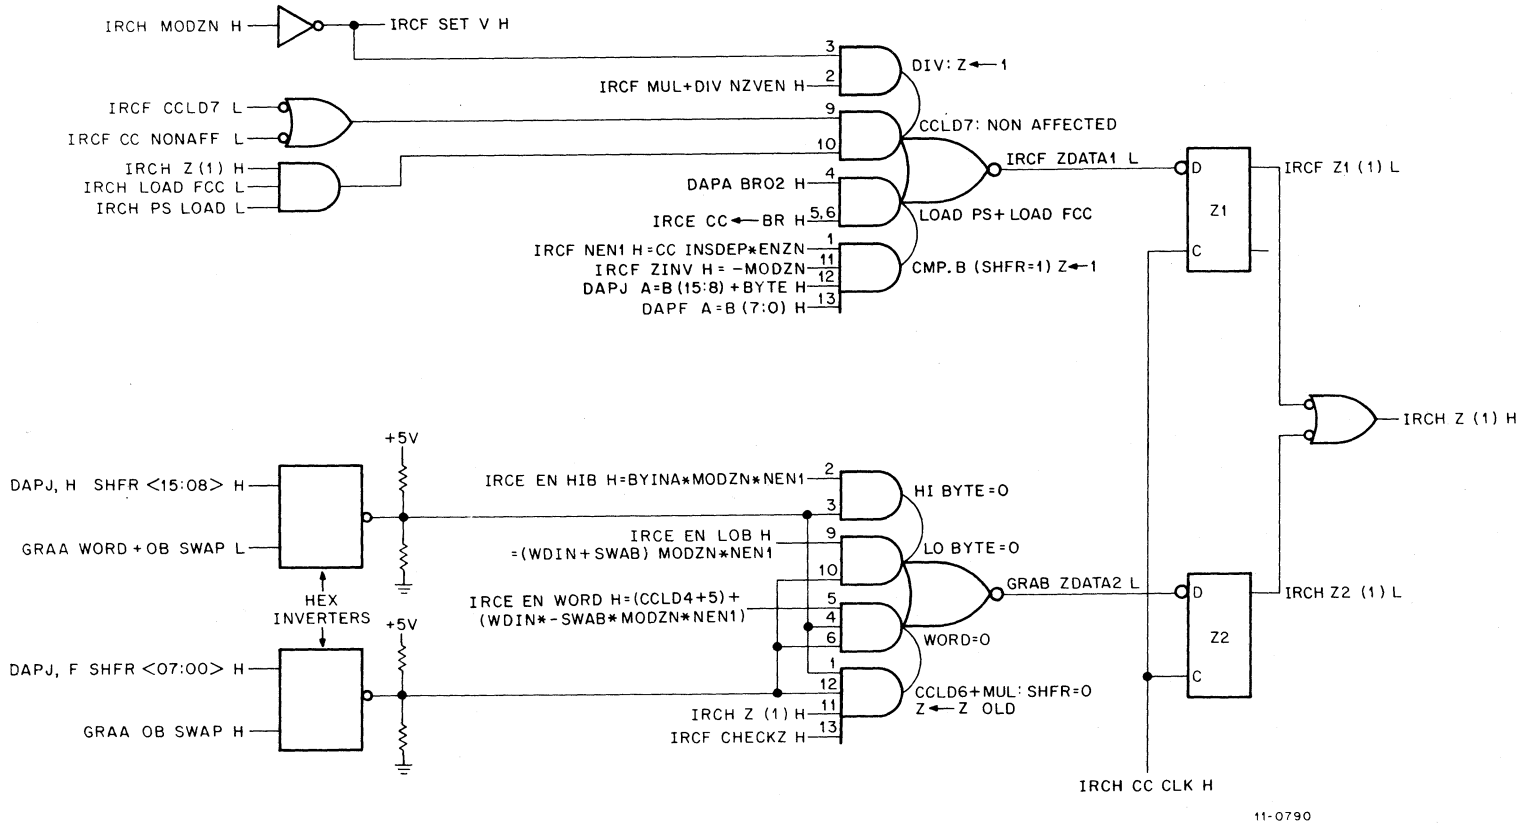 IRCH MODZN H
IRCF SET V H
3
DIV: Z←1
2
IRCF MUL+DIV NZVEN H
IRCF CCLD7 L
9
CCLD7: NON AFFECTED
IRCF CC NONAFF L
10
IRCH Z (1) H
IRCH LOAD FCC L
IRCH PS LOAD L
IRCF ZDATA1 L
D
IRCF Z1 (1) L
4
DAPA BR02 H
5,6
IRCE CC←BR H
LOAD PS+LOAD FCC
Z1
1
IRCF NEN1 H=CC INSDEP*ENZN
11
IRCF ZINV H = -MODZN
12
DAPJ A=B (15:8) +BYTE H
13
DAPF A=B (7:0) H
CMP.B (SHFR=1) Z←1
C
IRCH Z (1) H
+5V
DAPJ, H SHFR <15:08> H
GRAA WORD+OB SWAP L
2
IRCE EN HIB H=BYINA*MODZN*NEN1
3
HI BYTE=0
IRCE EN LOB H
=(WDIN+SWAB) MODZN*NEN1
9
LO BYTE=0
10
HEX
INVERTERS
GRAB ZDATA2 L
D
IRCH Z2 (1) L
IRCE EN WORD H=(CCLD4+5)+
(WDIN*-SWAB*MODZN*NEN1)
5
4
6
WORD=0
+5V
Z2
DAPJ, F SHFR <07:00> H
1
12
CCLD6+MUL: SHFR=0
Z←Z OLD
C
11
IRCH Z (1) H
GRAA OB SWAP H
13
IRCF CHECKZ H
IRCH CC CLK H
11-0790